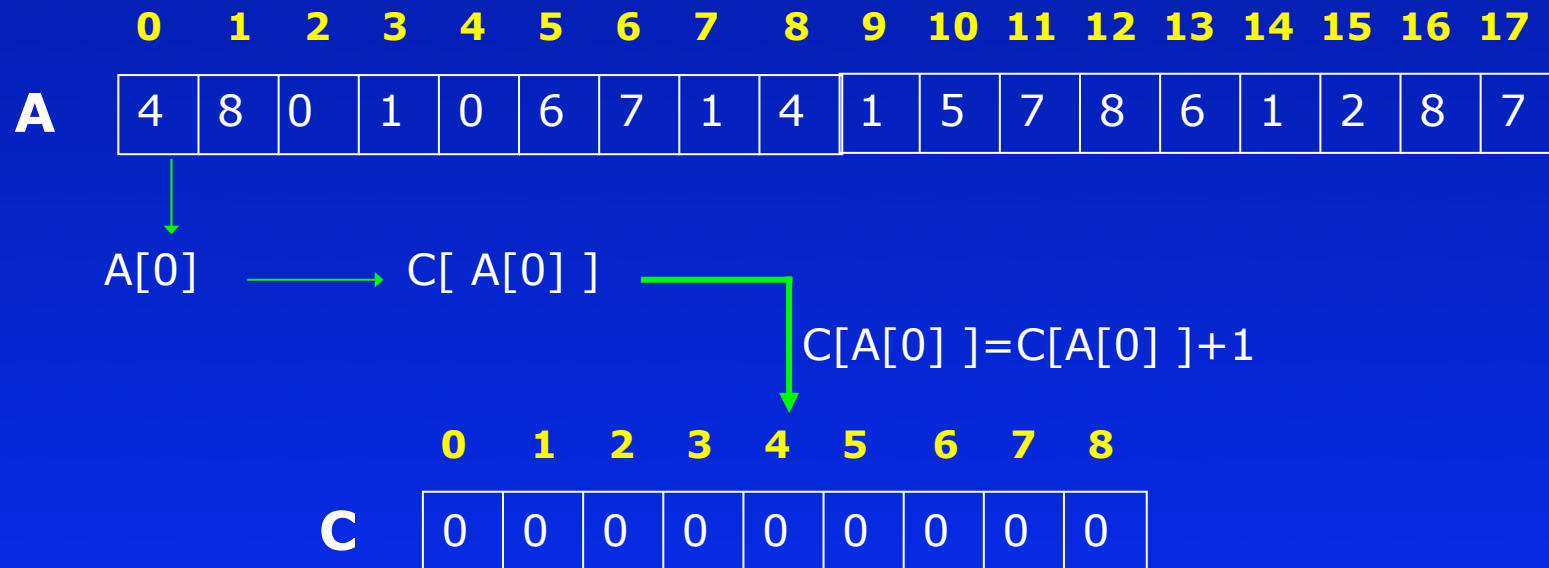 0 1 2 3 4 5 6 7 8 9 10 11 12 13 14 15 16 17
A 4 8 0 1 0 6 7 1 4 1 5 7 8 6 1 2 8 7
A[0] C[ A[0] ]
C[A[0] ]=C[A[0] ]+1
0 1 2 3 4 5 6 7 8
C 0 0 0 0 0 0 0 0 0